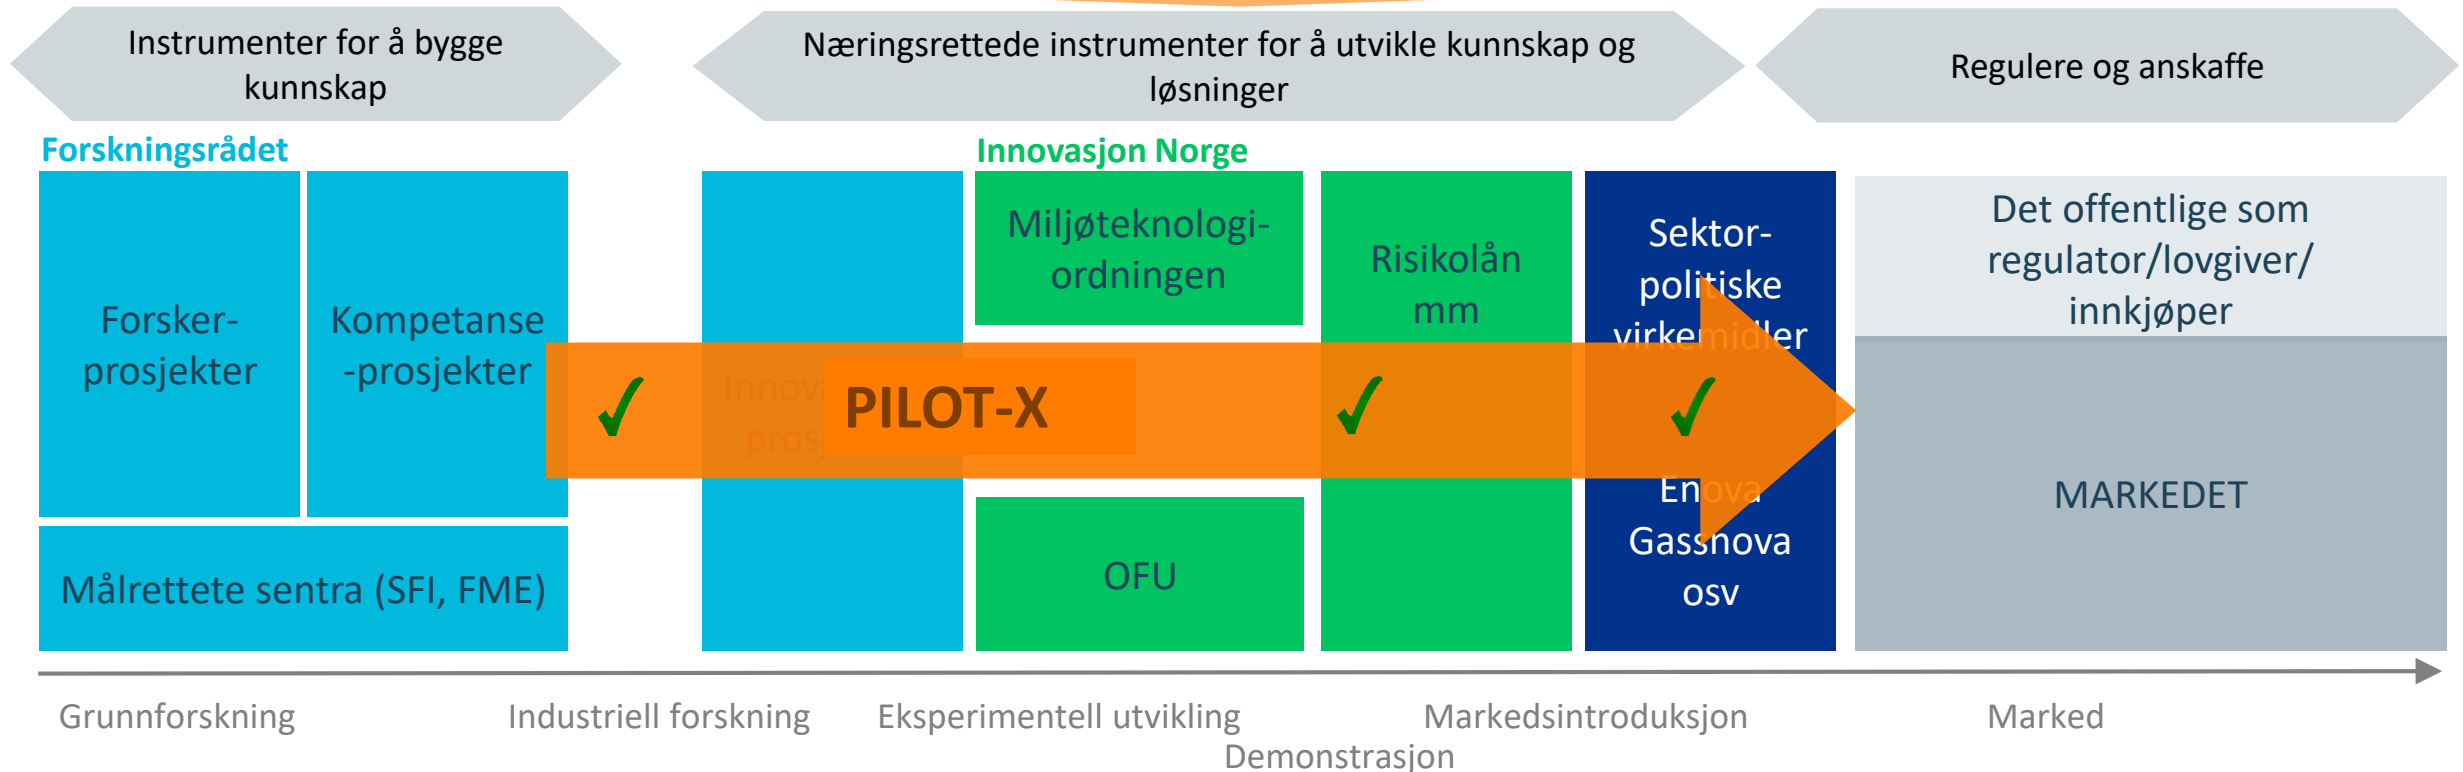 Instrumenter for å bygge
kunnskap
Næringsrettede instrumenter for å utvikle kunnskap og
løsninger
Regulere og anskaffe
Forskningsrådet
Innovasjon Norge
Forsker-
prosjekter
Kompetanse
-prosjekter
Målrettete sentra (SFI, FME)
Miljøteknologi-
ordningen
OFU
Risikolån
mm
Sektor-
politiske
virkemidler
Enova
Gassnova
osv
PILOT-X
Det offentlige som
regulator/lovgiver/
innkjøper
MARKEDET
Grunnforskning
Industriell forskning
Eksperimentell utvikling
Demonstrasjon
Markedsintroduksjon
Marked